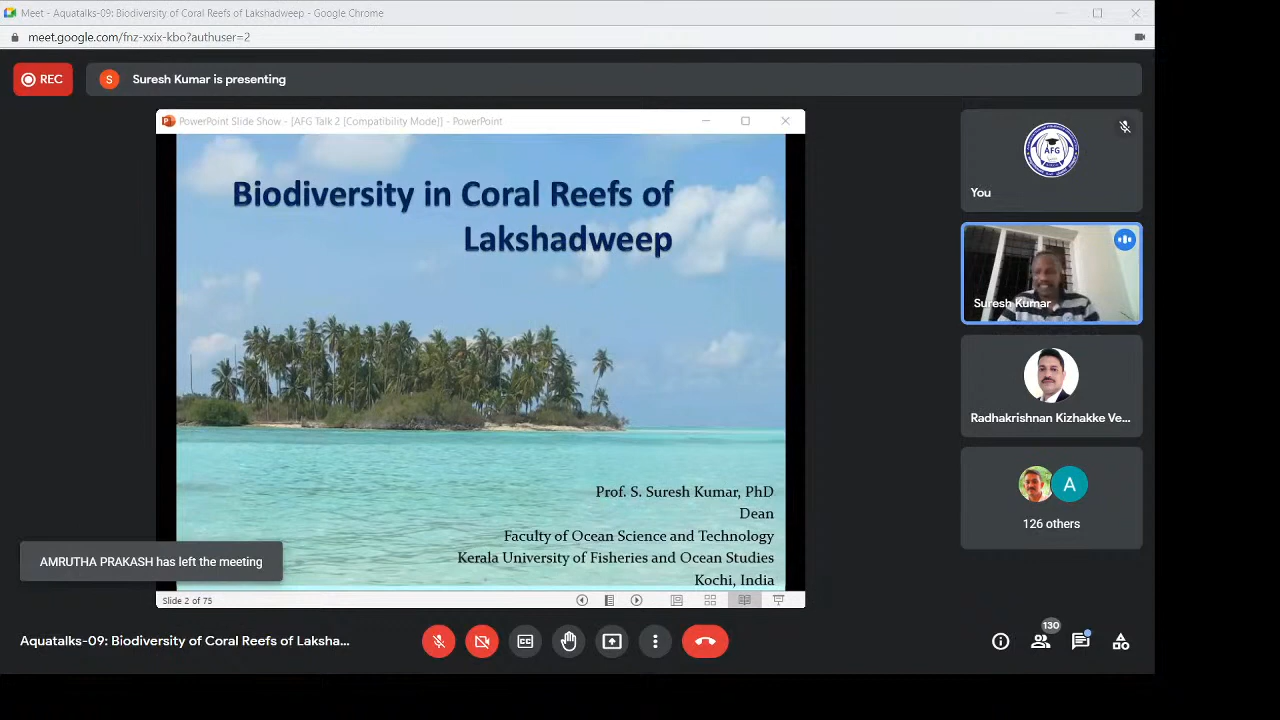 Meet - Aquatalks-09: Biodiversity of Coral Reefs of Lakshadweep - Google Chrome
meet.google.com/fnz-xxix-kbo?authuser=2
REC
S
Suresh Kumar is presenting
PowerPoint Slide Show - [AFG Talk 2 [Compatibility Mode]] - PowerPoint
Biodiversity in Coral Reefs of
Lakshadweep
Prof. S. Suresh Kumar, PhD
Dean
Faculty of Ocean Science and Technology
Kerala University of Fisheries and Ocean Studies
Kochi, India
Slide 2 of 75
AFG
You
Suresh Kumar
Radhakrishnan Kizhakke Ve...
A
126 others
AMRUTHA PRAKASH has left the meeting
Aquatalks-09: Biodiversity of Coral Reefs of Laksha...
CC
130